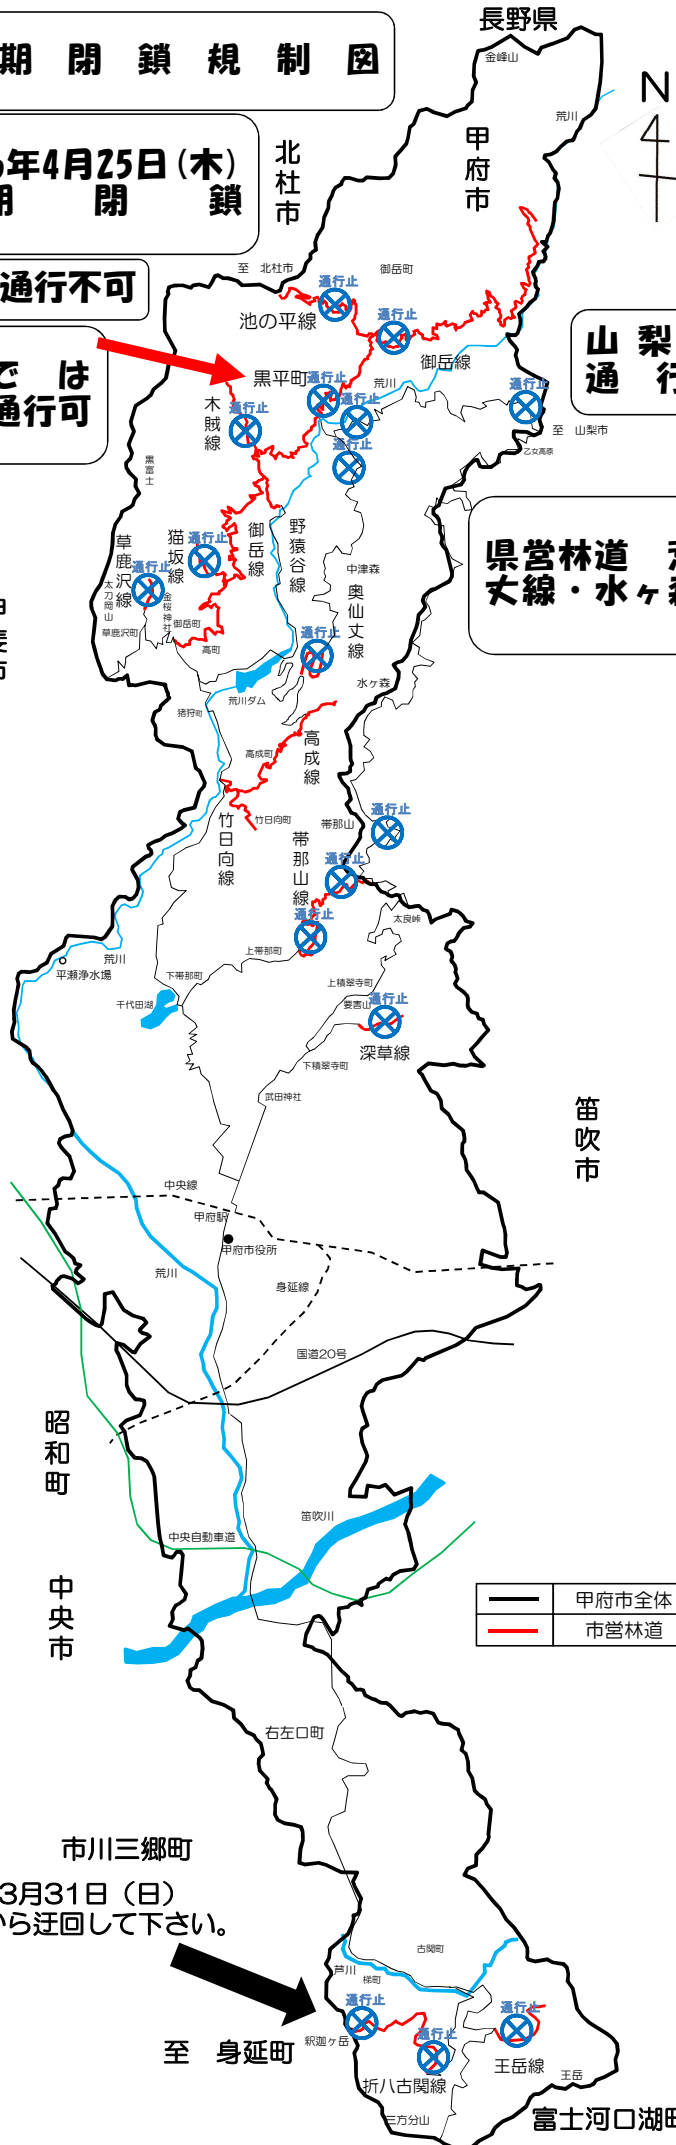 長野県
期 閉 鎖 規 制 図
金峰山
N
荒川
年4月25日(木)
期 閉 鎖
北杜市
甲府市
通行不可
至 北杜市
御岳町
通行止
池の平線
通行止
御岳線
では
通行可
黒平町
通行止
荒川
通行止
通行止
山 梨
通 行
通行止
至 山梨市
乙女高原
木賊線
通行止
黒富士
県営林道
丈線・水ヶ森
草鹿沢線
猫坂線
通行止
御岳線
野猿谷線
通行止
太刀岡山
金桜神社
中津森
奥仙丈線
草鹿沢町
御岳町
高町
通行止
水ヶ森
猪狩町
荒川ダム
高成線
高成町
竹日向線
竹日向町
帯那山
通行止
帯那山線
通行止
通行止
太良峠
上帯那町
荒川
平瀬浄水場
下帯那町
千代田湖
上積翠寺町
要害山
通行止
深草線
下積翠寺町
武田神社
笛吹市
中央線
甲府駅
甲府市役所
荒川
身延線
国道20号
昭和町
笛吹川
中央自動車道
中央市
甲府市全体
市営林道
右左口町
市川三郷町
3月31日(日)
から迂回して下さい。
古関町
芦川
梯町
通行止
通行止
釈迦ヶ岳
至 身延町
通行止
王岳線
王岳
折八古関線
三方分山
富士河口湖町